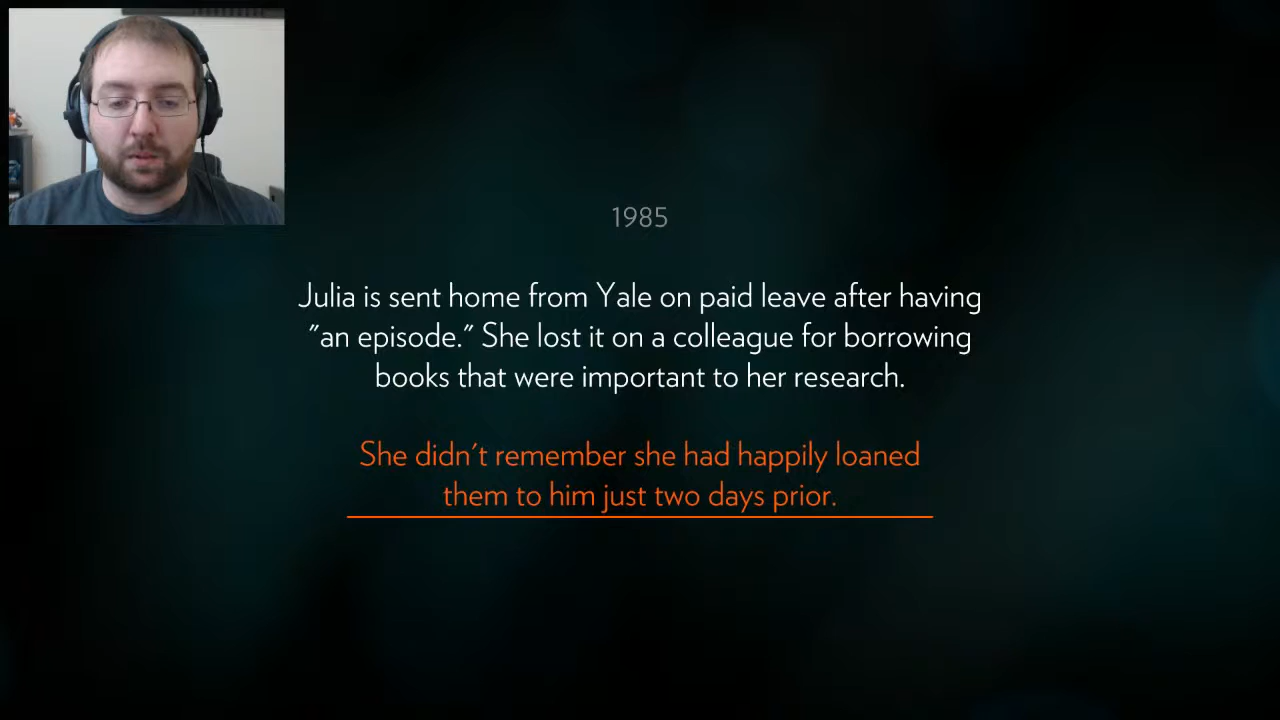 1985
Julia is sent home from Yale on paid leave after having
"an episode." She lost it on a colleague for borrowing
books that were important to her research.
She didn't remember she had happily loaned
them to him just two days prior.